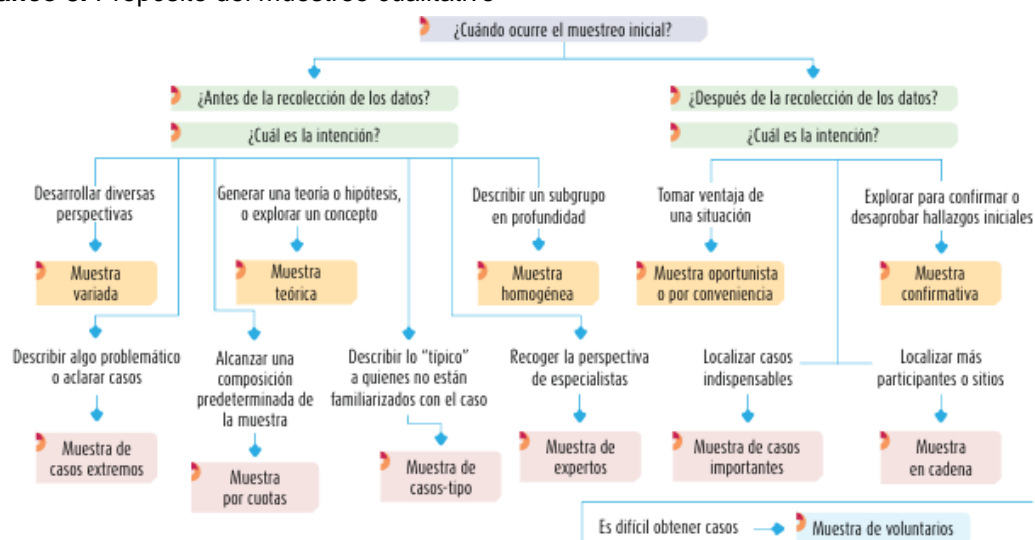 Propósito del muestreo cualitativo
¿Cuándo ocurre el muestreo inicial?
¿Antes de la recolección de los datos?
¿Cuál es la intención?
¿Después de la recolección de los datos?
¿Cuál es la intención?
Desarrollar diversas
perspectivas
Muestra
variada
Generar una teoría o hipótesis,
o explorar un concepto
Muestra
teórica
Describir un subgrupo
en profundidad
Muestra
homogénea
Tomar ventaja de
una situación
Muestra oportunista
o por conveniencia
Explorar para confirmar o
desaprobar hallazgos iniciales
Muestra
confirmativa
Describir algo problemático
o aclarar casos
Muestra de
casos extremos
Alcanzar una
composición
predeterminada de
la muestra
Muestra
por cuotas
Describir lo “típico”
a quienes no están
familiarizados con el caso
Muestra de
casos-tipo
Recoger la perspectiva
de especialistas
Muestra de
expertos
Localizar casos
indispensables
Muestra de casos
importantes
Localizar más
participantes o sitios
Muestra
en cadena
Es difícil obtener casos
Muestra de voluntarios